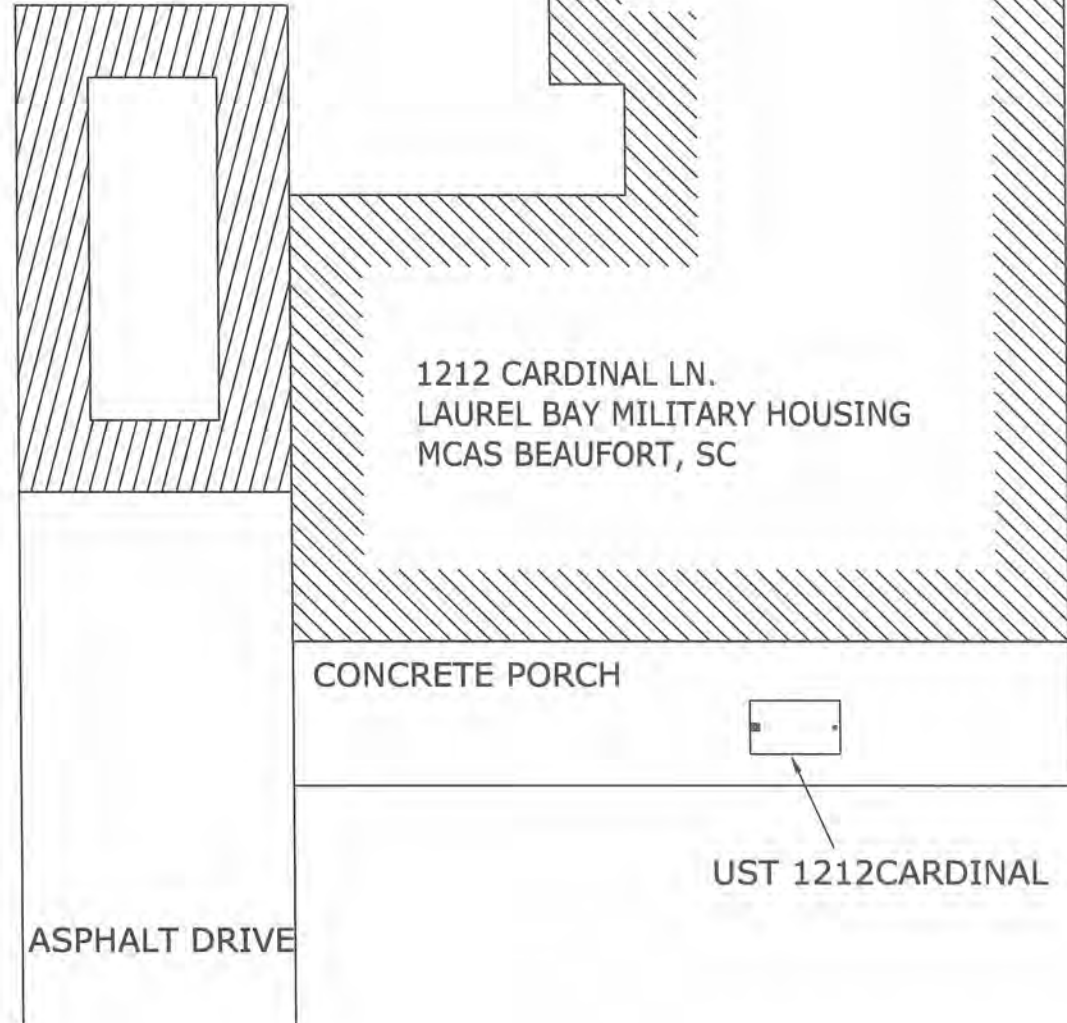 1212 CARDINAL LN.
LAUREL BAY MILITARY HOUSING
MCAS BEAUFORT, SC
CONCRETE PORCH
UST 1212CARDINAL
ASPHALT DRIVE